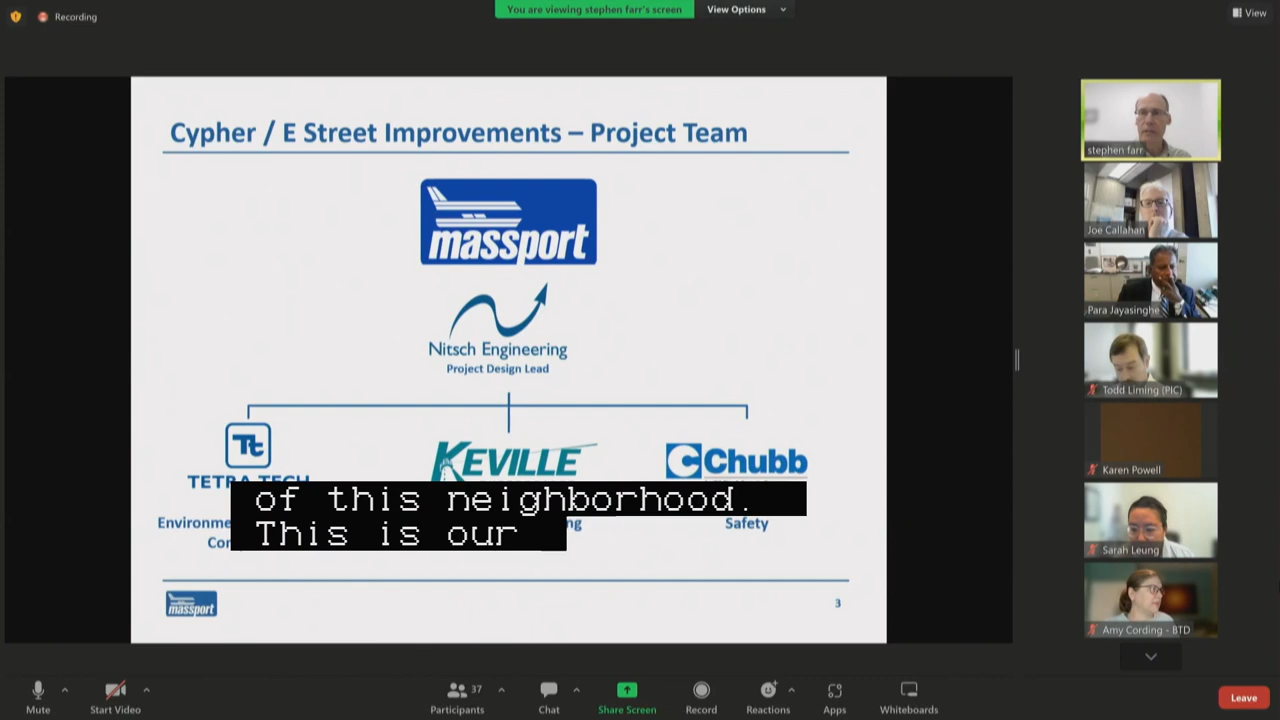 Recording
You are viewing stephen farr's screen
View Options
View
Cypher / E Street Improvements – Project Team
massport
Nitsch Engineering
Project Design Lead
Tt
TETRA TECH
KEVILLE
Chubb
of this neighborhood.
This is our
Safety
massport
3
stephen farr
Joe Callahan
Para Jayasinghe
Todd Liming (PIC)
Karen Powell
Sarah Leung
Amy Cording - BTD
Mute
Start Video
37
Participants
Chat
Share Screen
Record
Reactions
Apps
Whiteboards
Leave